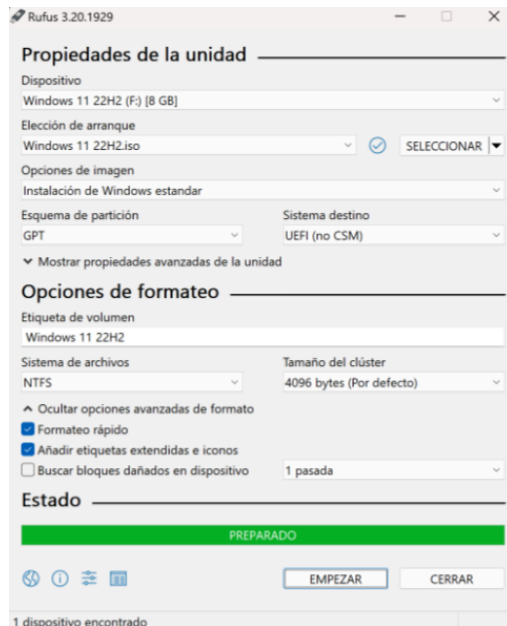 Rufus 3.20.1929
Propiedades de la unidad
Dispositivo
Windows 11 22H2 (F:) [8 GB]
Elección de arranque
Windows 11 22H2.iso
SELECCIONAR
Opciones de imagen
Instalación de Windows estandar
Esquema de partición Sistema destino
GPT UEFI (no CSM)
Mostrar propiedades avanzadas de la unidad
Opciones de formateo
Etiqueta de volumen
Windows 11 22H2
Sistema de archivos Tamaño del clúster
NTFS 4096 bytes (Por defecto)
Ocultar opciones avanzadas de formato
Formateo rápido
Añadir etiquetas extendidas e iconos
Buscar bloques dañados en dispositivo 1 pasada
Estado
PREPARADO
EMPEZAR CERRAR
1 dispositivo encontrado